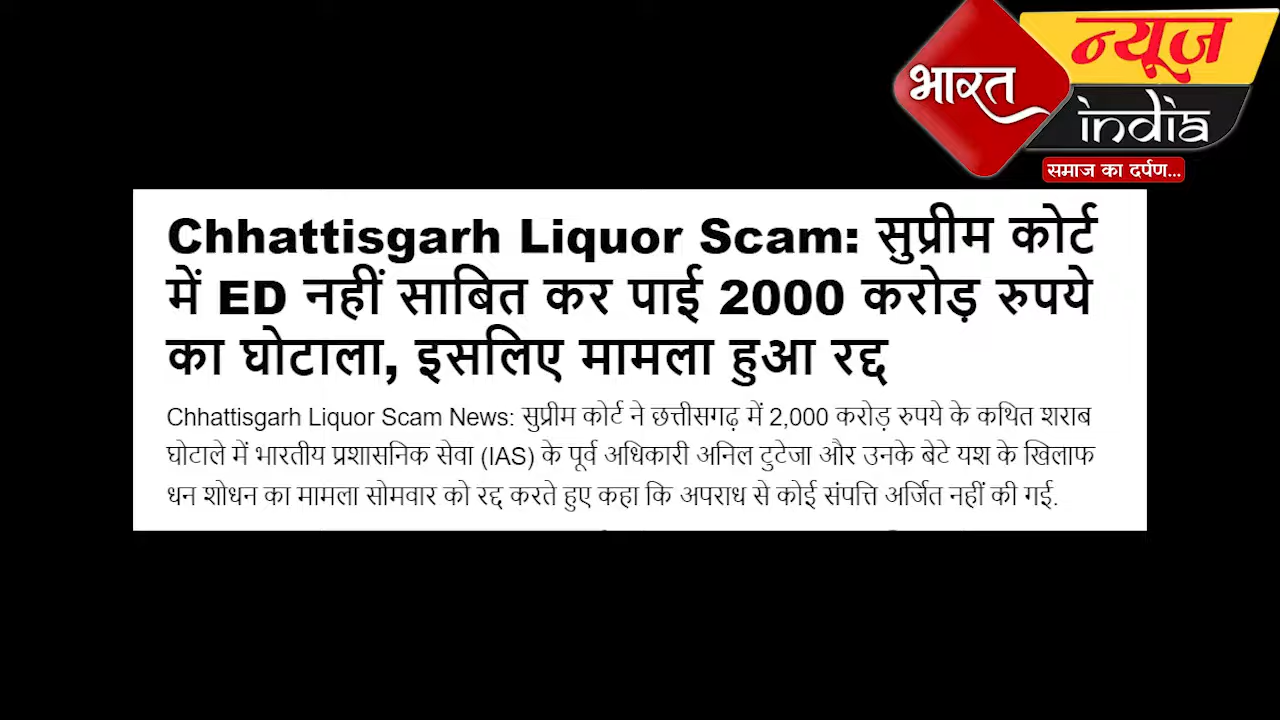 भारत
न्यूज
india
समाज का दर्पण...
Chhattisgarh Liquor Scam: सुप्रीम कोर्ट
में ED नहीं साबित कर पाई 2000 करोड़ रुपये
का घोटाला, इसलिए मामला हुआ रद्द
Chhattisgarh Liquor Scam News: सुप्रीम कोर्ट ने छत्तीसगढ़ में 2,000 करोड़ रुपये के कथित शराब
घोटाले में भारतीय प्रशासनिक सेवा (IAS) के पूर्व अधिकारी अनिल टुटेजा और उनके बेटे यश के खिलाफ
धन शोधन का मामला सोमवार को रद्द करते हुए कहा कि अपराध से कोई संपत्ति अर्जित नहीं की गई.